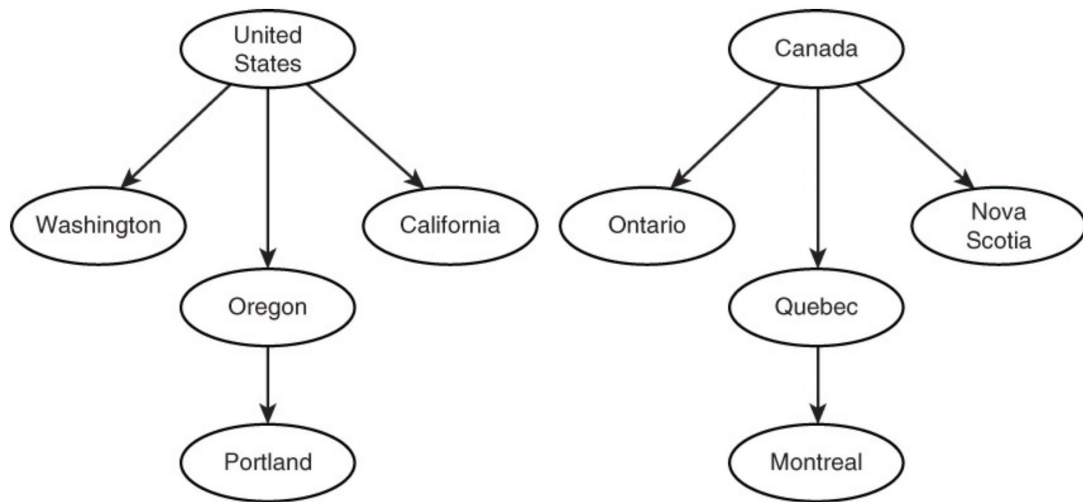 United
States
Canada
Washington
California
Ontario
Nova
Scotia
Oregon
Quebec
Portland
Montreal